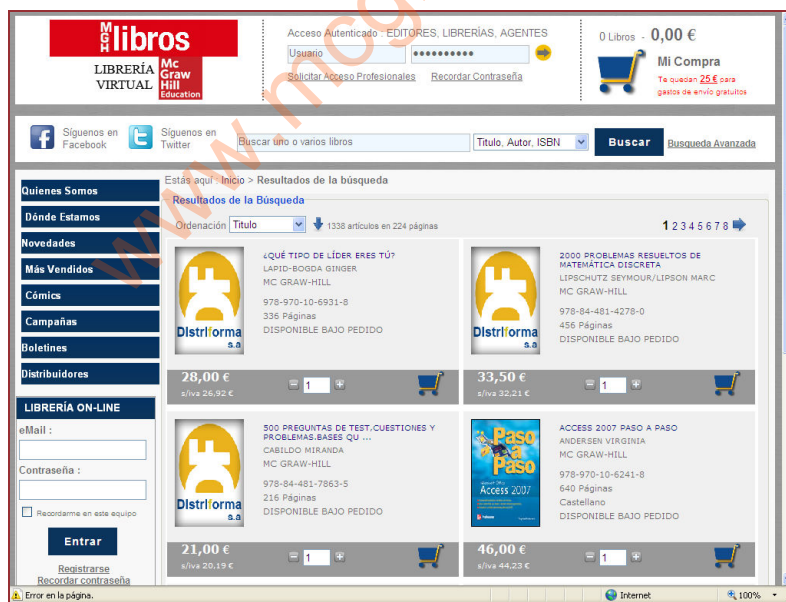 MGH libros
LIBRERÍA
VIRTUAL
Mc
Graw
Hill
Education
Acceso Autenticado : EDITORES, LIBRERÍAS, AGENTES
Usuario
••••••••••
Solicitar Acceso Profesionales Recordar Contraseña
0 Libros - 0,00 €
Mi Compra
Te quedan 25 € para
gastos de envío gratuitos
Síguenos en
Facebook
Síguenos en
Twitter
Buscar uno o varios libros
Titulo, Autor, ISBN
Buscar
Busqueda Avanzada
Quienes Somos
Dónde Estamos
Novedades
Más Vendidos
Cómics
Campañas
Boletines
Distribuidores
LIBRERÍA ON-LINE
eMail :
Contraseña :
Recordarme en este equipo
Entrar
Registrarse
Recordar contraseña
Estás aquí : Inicio > Resultados de la búsqueda
Resultados de la Búsqueda
Ordenación Titulo 1338 artículos en 224 páginas
1 2 3 4 5 6 7 8
DF
Distriforma
s.a
¿QUÉ TIPO DE LÍDER ERES TÚ?
LAPID-BOGDA GINGER
MC GRAW-HILL
978-970-10-6931-8
336 Páginas
DISPONIBLE BAJO PEDIDO
28,00 €
s/iva 26,92 €
1
DF
Distriforma
s.a
2000 PROBLEMAS RESUELTOS DE
MATEMÁTICA DISCRETA
LIPSCHUTZ SEYMOUR/LIPSON MARC
MC GRAW-HILL
978-84-481-4278-0
456 Páginas
DISPONIBLE BAJO PEDIDO
33,50 €
s/iva 32,21 €
1
DF
Distriforma
s.a
500 PREGUNTAS DE TEST.CUESTIONES Y
PROBLEMAS.BASES QU ...
CABILDO MIRANDA
MC GRAW-HILL
978-84-481-7863-5
216 Páginas
DISPONIBLE BAJO PEDIDO
21,00 €
s/iva 20,19 €
1
Paso
a
Paso
Access 2007
ACCESS 2007 PASO A PASO
ANDERSEN VIRGINIA
MC GRAW-HILL
978-970-10-6241-8
640 Páginas
Castellano
DISPONIBLE BAJO PEDIDO
46,00 €
s/iva 44,23 €
1
Error en la página.
Internet
100%